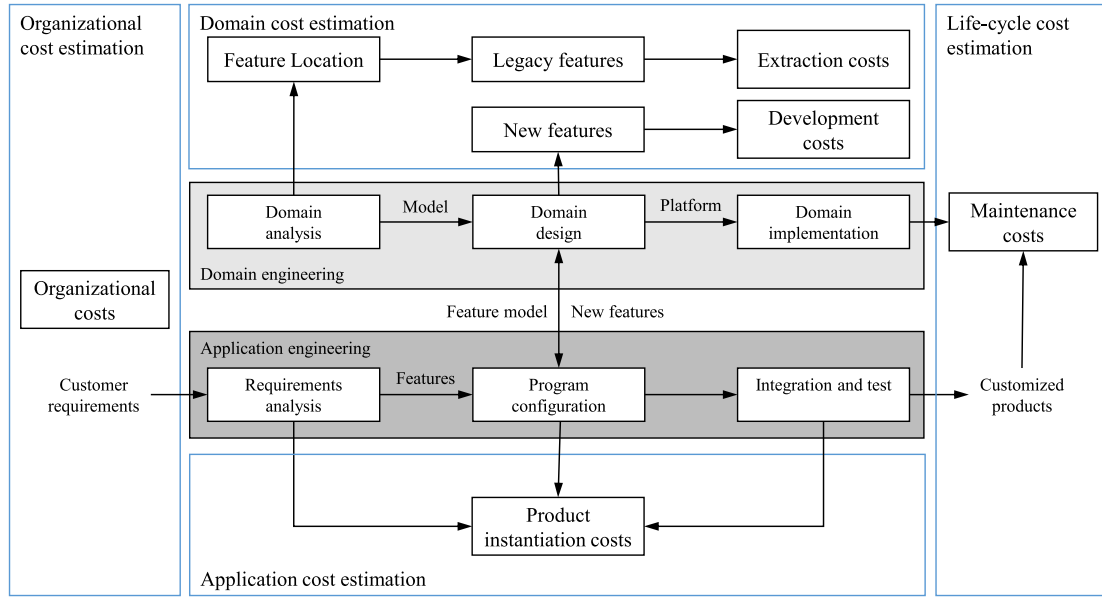 Organizational
cost estimation
Domain cost estimation
Life-cycle cost
estimation
Feature Location
Legacy features
Extraction costs
New features
Development
costs
Domain
analysis
Model
Domain
design
Platform
Domain
implementation
Maintenance
costs
Domain engineering
Organizational
costs
Feature model
New features
Application engineering
Customer
requirements
Requirements
analysis
Features
Program
configuration
Integration and test
Customized
products
Product
instantiation costs
Application cost estimation